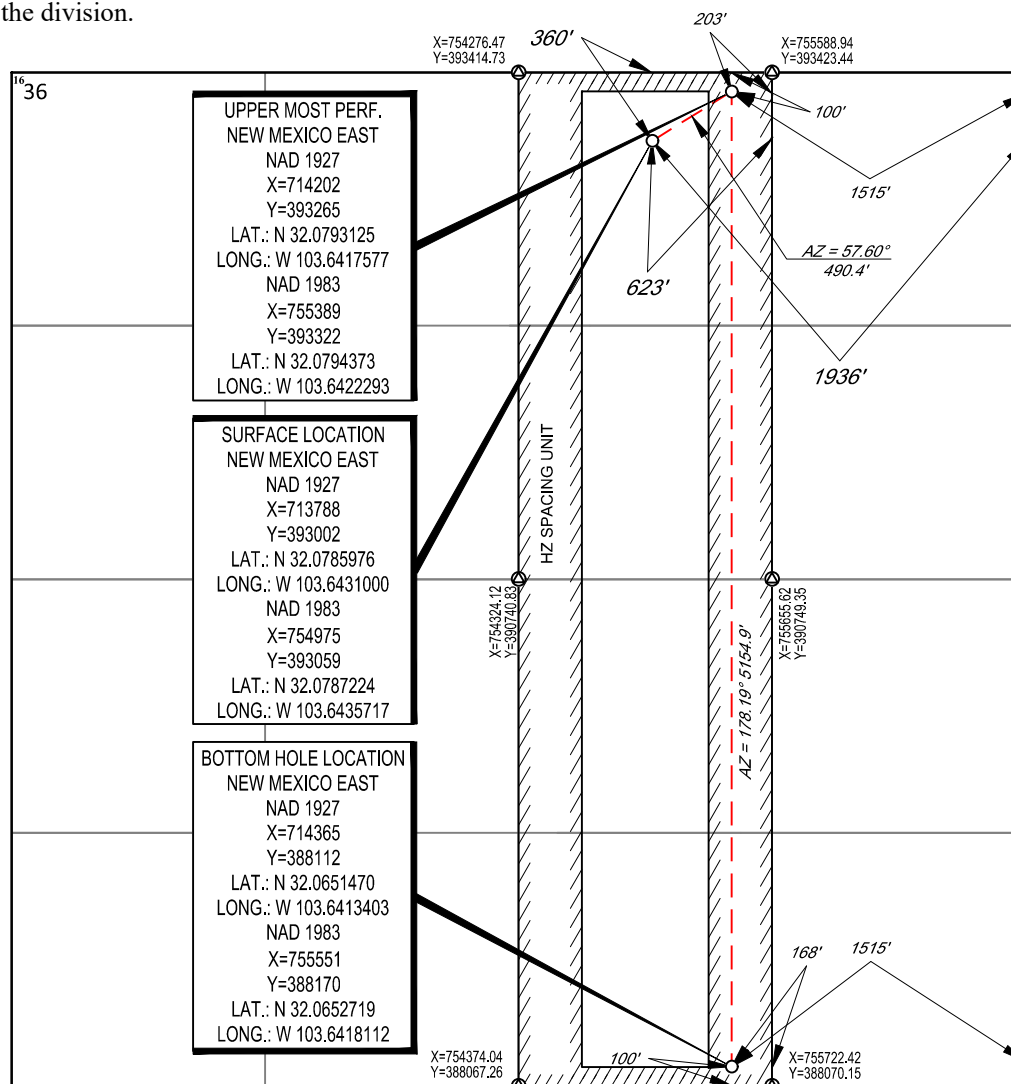 the division.
203'
X=754276.47
Y=393414.73
360'
X=755588.94
Y=393423.44
16
36
100'
UPPER MOST PERF.
NEW MEXICO EAST
NAD 1927
X=714202
Y=393265
LAT.: N 32.0793125
LONG.: W 103.6417577
NAD 1983
X=755389
Y=393322
LAT.: N 32.0794373
LONG.: W 103.6422293
1515'
AZ = 57.60°
490.4'
623'
1936'
SURFACE LOCATION
NEW MEXICO EAST
NAD 1927
X=713788
Y=393002
LAT.: N 32.0785976
LONG.: W 103.6431000
NAD 1983
X=754975
Y=393059
LAT.: N 32.0787224
LONG.: W 103.6435717
HZ SPACING UNIT
X=754324.12
Y=390740.83
X=755655.62
Y=390749.35
AZ = 178.19° 5154.9'
BOTTOM HOLE LOCATION
NEW MEXICO EAST
NAD 1927
X=714365
Y=388112
LAT.: N 32.0651470
LONG.: W 103.6413403
NAD 1983
X=755551
Y=388170
LAT.: N 32.0652719
LONG.: W 103.6418112
168'
1515'
X=754374.04
Y=388067.26
100'
X=755722.42
Y=388070.15